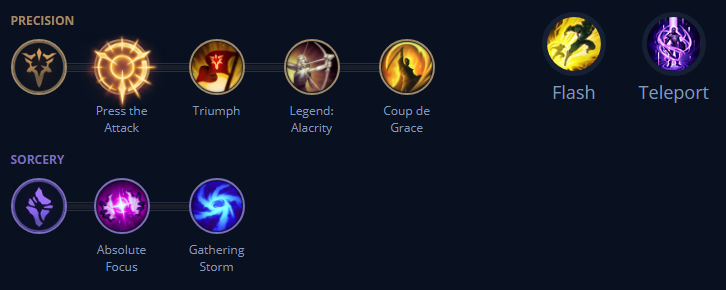 PRECISION
Press the
Attack
Triumph
Legend:
Alacrity
Coup de
Grace
Flash
Teleport
SORCERY
Absolute
Focus
Gathering
Storm